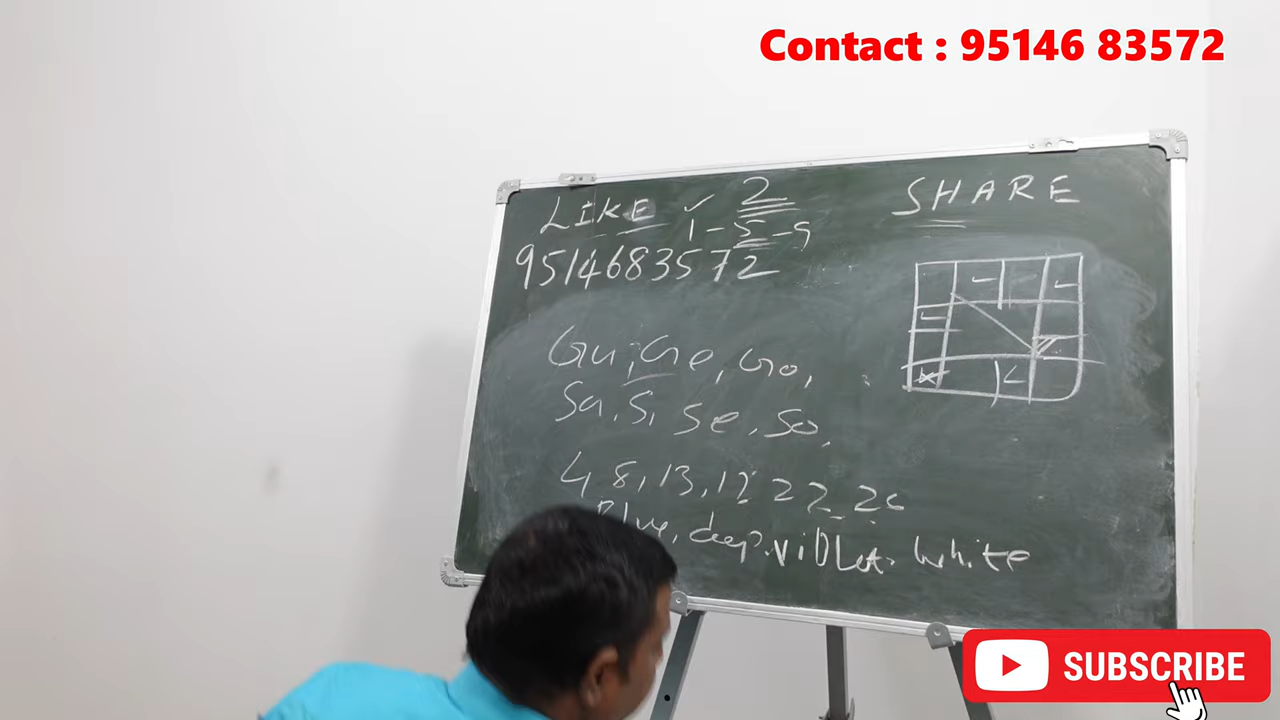 Contact : 95146 83572
LIKE ✓ 2 SHARE
1 - 5 - 9
9514683572
Gu, Ge, Go,
Sa, Si, Se, So,
4, 8, 13, 17, 22, 26
Blue, deep. violet. white
SUBSCRIBE